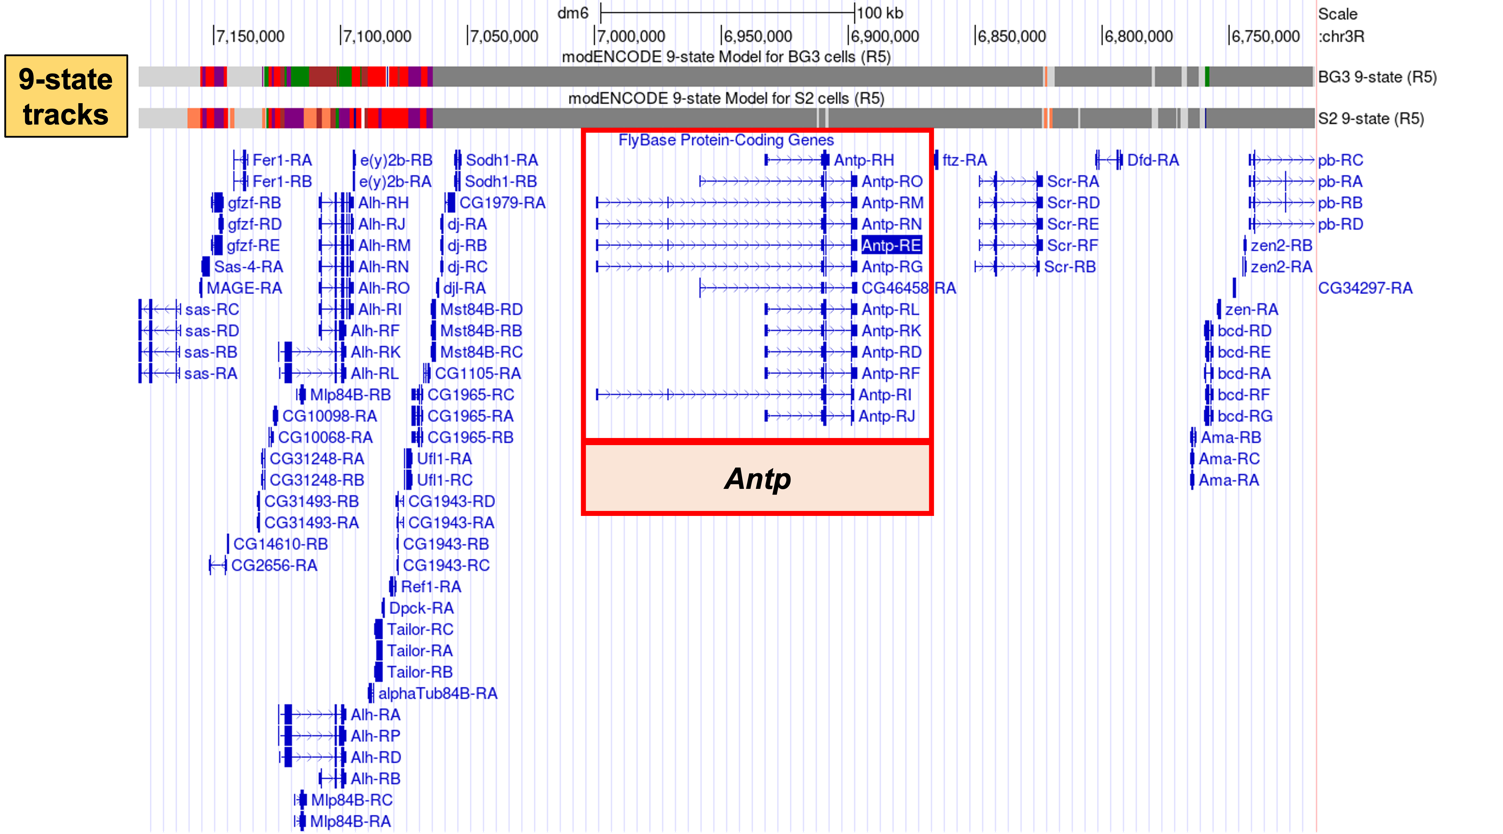 dm6 100 kb Scale
7,150,000 7,100,000 7,050,000 7,000,000 6,950,000 6,900,000 6,850,000 6,800,000 6,750,000 :chr3R
modENCODE 9-state Model for BG3 cells (R5)
9-state
tracks
BG3 9-state (R5)
modENCODE 9-state Model for S2 cells (R5)
S2 9-state (R5)
FlyBase Protein-Coding Genes
Fer1-RA e(y)2b-RB Sodh1-RA Antp-RH ftz-RA Dfd-RA pb-RC
Fer1-RB e(y)2b-RA Sodh1-RB Antp-RO Scr-RA pb-RA
gfzf-RB Alh-RH CG1979-RA Antp-RM Scr-RD pb-RB
gfzf-RD Alh-RJ dj-RA Antp-RN Scr-RE pb-RD
gfzf-RE Alh-RM dj-RB Antp-RE Scr-RF zen2-RB
Sas-4-RA Alh-RN dj-RC Antp-RG Scr-RB zen2-RA
MAGE-RA Alh-RO djl-RA CG46458-RA CG34297-RA
sas-RC Alh-RI Mst84B-RD Antp-RL zen-RA
sas-RD Alh-RF Mst84B-RB Antp-RK bcd-RD
sas-RB Alh-RK Mst84B-RC Antp-RD bcd-RE
sas-RA Alh-RL CG1105-RA Antp-RF bcd-RA
Mlp84B-RB CG1965-RC Antp-RI bcd-RF
CG10098-RA CG1965-RA Antp-RJ bcd-RG
CG10068-RA CG1965-RB Ama-RB
CG31248-RA Ufl1-RA Ama-RC
CG31248-RB Ufl1-RC Antp Ama-RA
CG31493-RB CG1943-RD
CG31493-RA CG1943-RA
CG14610-RB CG1943-RB
CG2656-RA CG1943-RC
Ref1-RA
Dpck-RA
Tailor-RC
Tailor-RA
Tailor-RB
alphaTub84B-RA
Alh-RA
Alh-RP
Alh-RD
Alh-RB
Mlp84B-RC
Mlp84B-RA